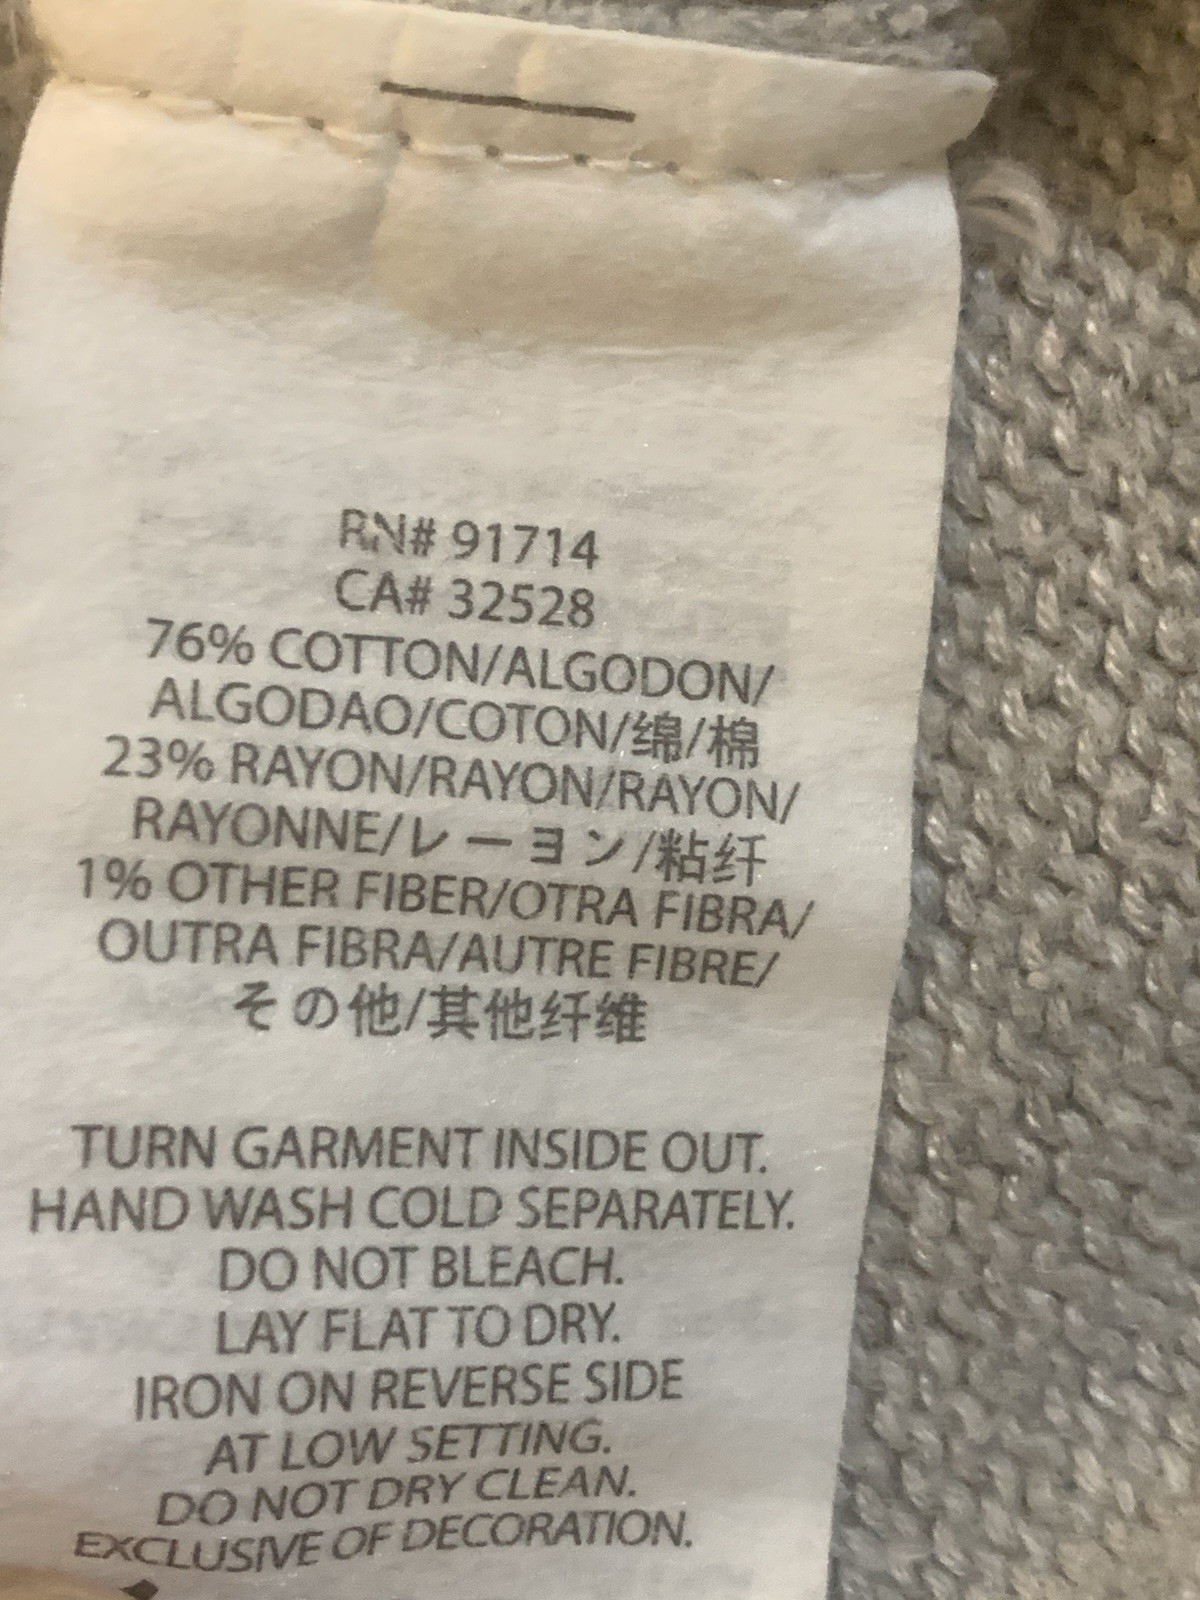 RN# 91714
CA# 32528
76% COTTON/ALGODON/
ALGODAO/COTON/绵/棉
23% RAYON/RAYON/RAYON/
RAYONNE/レーヨン/粘纤
1% OTHER FIBER/OTRA FIBRA/
OUTRA FIBRA/AUTRE FIBRE/
その他/其他纤维
TURN GARMENT INSIDE OUT.
HAND WASH COLD SEPARATELY.
DO NOT BLEACH.
LAY FLAT TO DRY.
IRON ON REVERSE SIDE
AT LOW SETTING.
DO NOT DRY CLEAN.
EXCLUSIVE OF DECORATION.